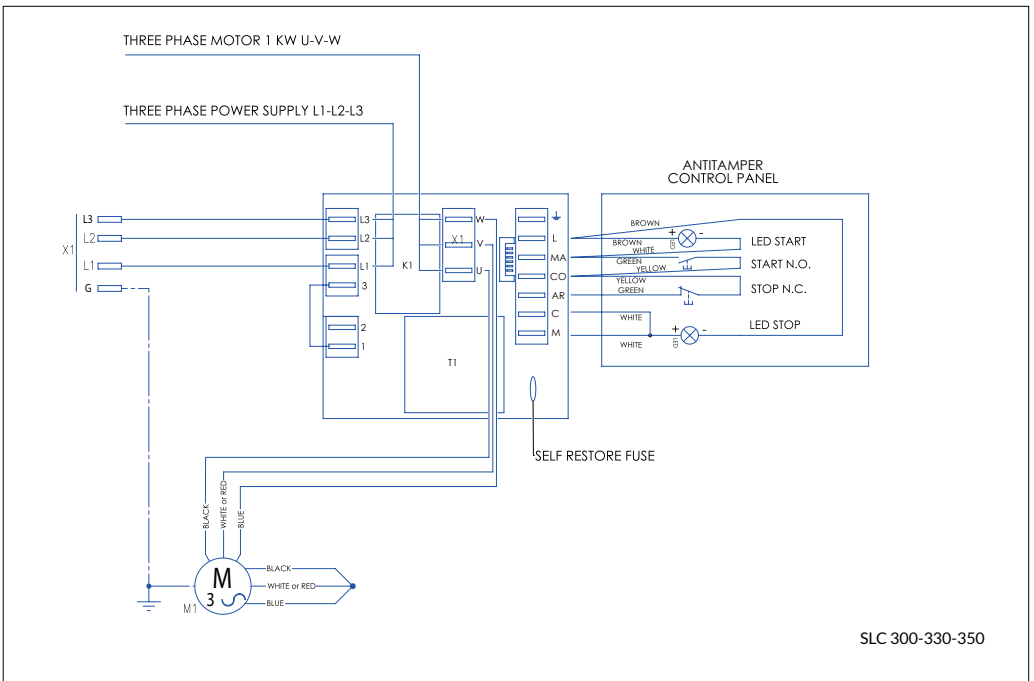 THREE PHASE MOTOR 1 KW U-V-W
THREE PHASE POWER SUPPLY L1-L2-L3
ANTITAMPER
CONTROL PANEL
X1
L3
L2
L1
G
L3
L2
L1
3
2
1
K1
X1
W
V
U
T1
L
MA
CO
AR
C
M
BROWN
BROWN
WHITE
GREEN
YELLOW
YELLOW
GREEN
WHITE
WHITE
+
-
LED
LED START
START N.O.
STOP N.C.
+
-
LED
LED STOP
SELF RESTORE FUSE
BLACK
WHITE or RED
BLUE
M
3
M1
BLACK
WHITE or RED
BLUE
SLC 300-330-350